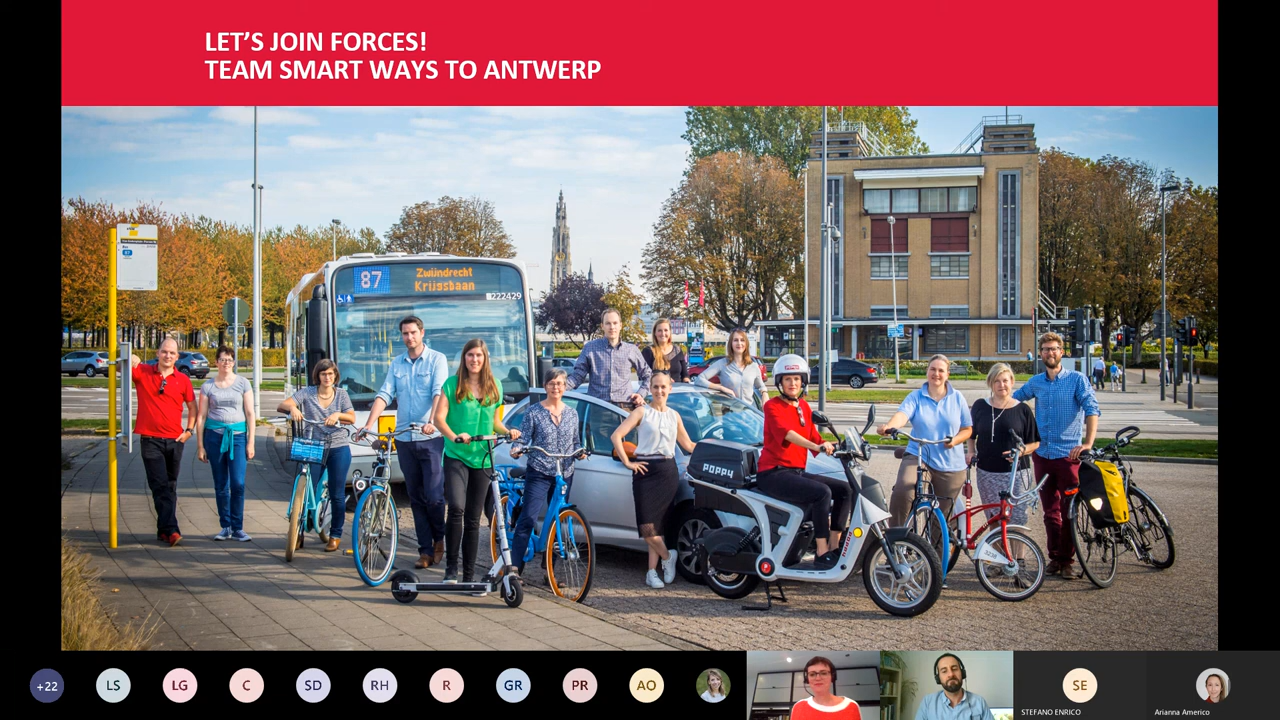 LET'S JOIN FORCES!
TEAM SMART WAYS TO ANTWERP
87
Zwijndrecht
Krijgsbaan
222429
87
POPPY
+22
LS
LG
C
SD
RH
R
GR
PR
AO
SE
STEFANO ENRICO
Arianna Americo